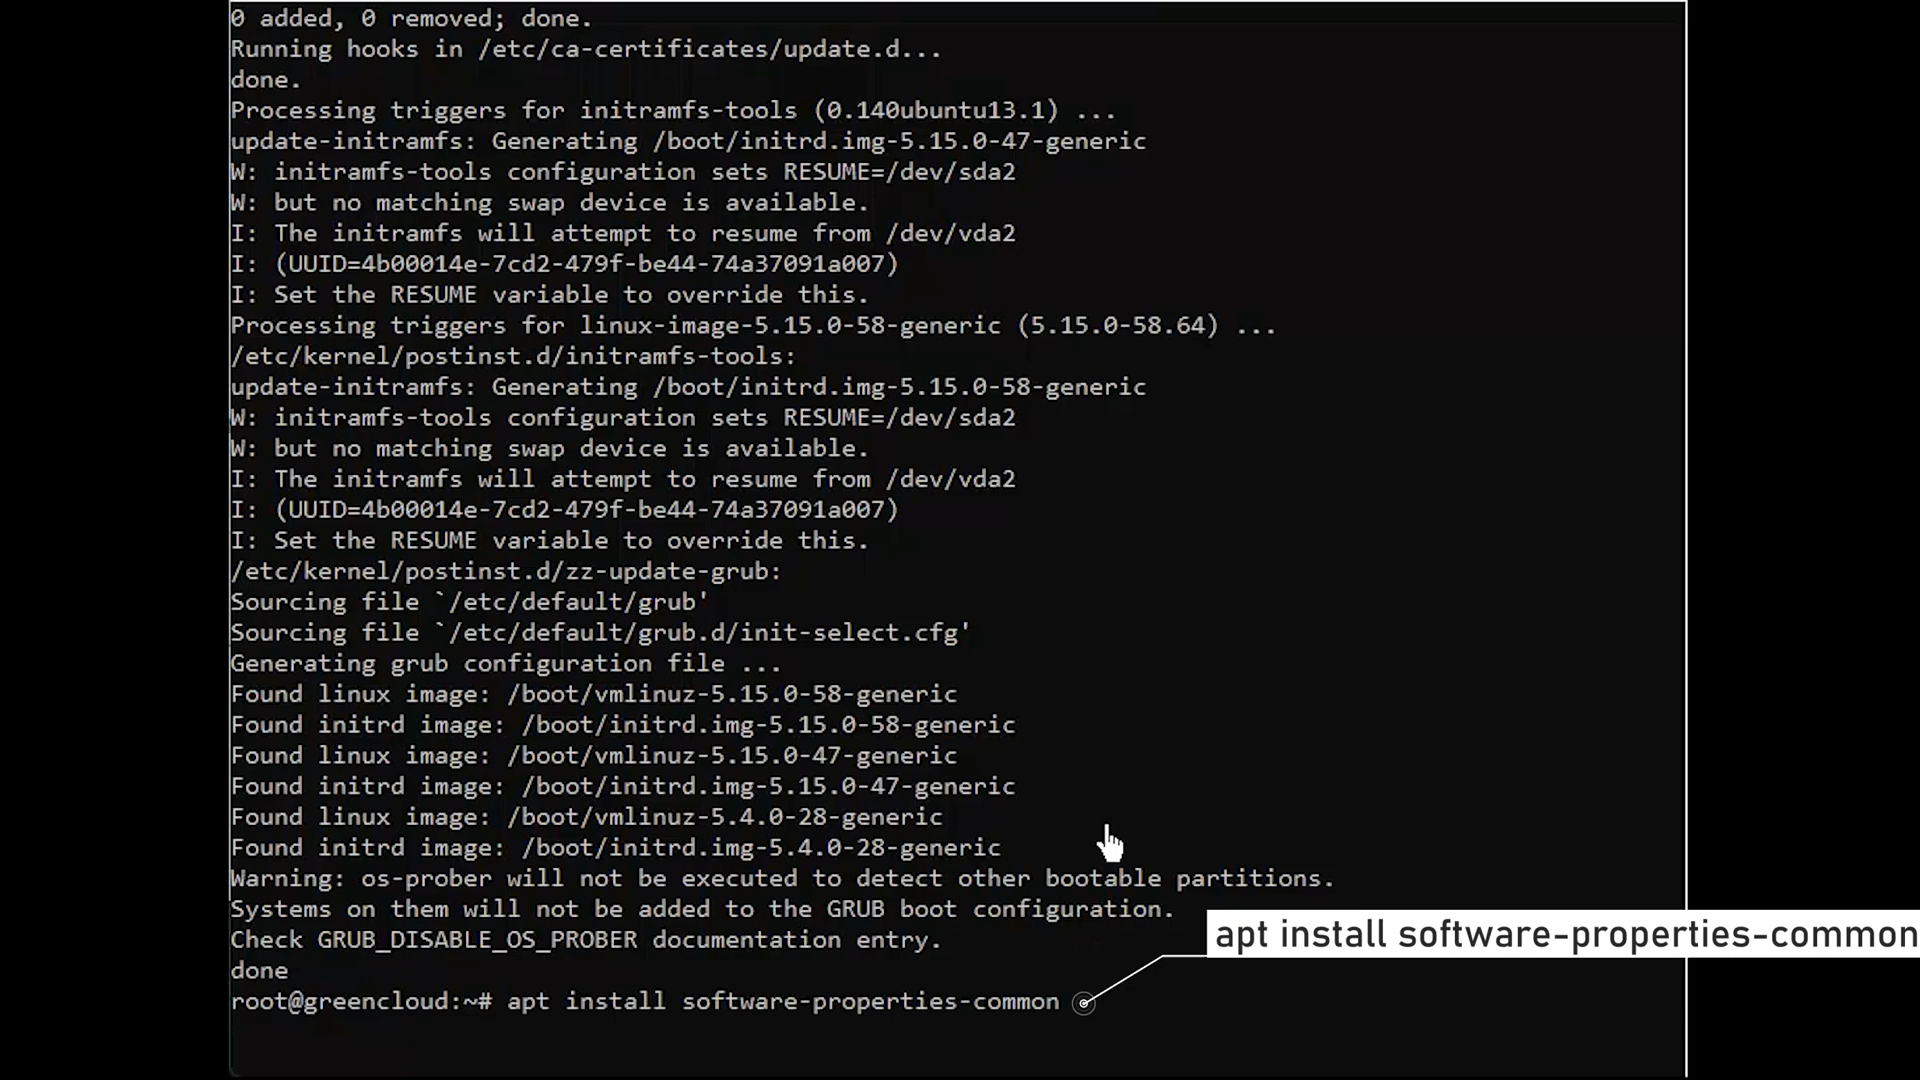 0 added, 0 removed; done.
Running hooks in /etc/ca-certificates/update.d...
done.
Processing triggers for initramfs-tools (0.140ubuntu13.1) ...
update-initramfs: Generating /boot/initrd.img-5.15.0-47-generic
W: initramfs-tools configuration sets RESUME=/dev/sda2
W: but no matching swap device is available.
I: The initramfs will attempt to resume from /dev/vda2
I: (UUID=4b00014e-7cd2-479f-be44-74a37091a007)
I: Set the RESUME variable to override this.
Processing triggers for linux-image-5.15.0-58-generic (5.15.0-58.64) ...
/etc/kernel/postinst.d/initramfs-tools:
update-initramfs: Generating /boot/initrd.img-5.15.0-58-generic
W: initramfs-tools configuration sets RESUME=/dev/sda2
W: but no matching swap device is available.
I: The initramfs will attempt to resume from /dev/vda2
I: (UUID=4b00014e-7cd2-479f-be44-74a37091a007)
I: Set the RESUME variable to override this.
/etc/kernel/postinst.d/zz-update-grub:
Sourcing file `/etc/default/grub'
Sourcing file `/etc/default/grub.d/init-select.cfg'
Generating grub configuration file ...
Found linux image: /boot/vmlinuz-5.15.0-58-generic
Found initrd image: /boot/initrd.img-5.15.0-58-generic
Found linux image: /boot/vmlinuz-5.15.0-47-generic
Found initrd image: /boot/initrd.img-5.15.0-47-generic
Found linux image: /boot/vmlinuz-5.4.0-28-generic
Found initrd image: /boot/initrd.img-5.4.0-28-generic
Warning: os-prober will not be executed to detect other bootable partitions.
Systems on them will not be added to the GRUB boot configuration.
Check GRUB_DISABLE_OS_PROBER documentation entry.
done
root@greencloud:~# apt install software-properties-common
apt install software-properties-common